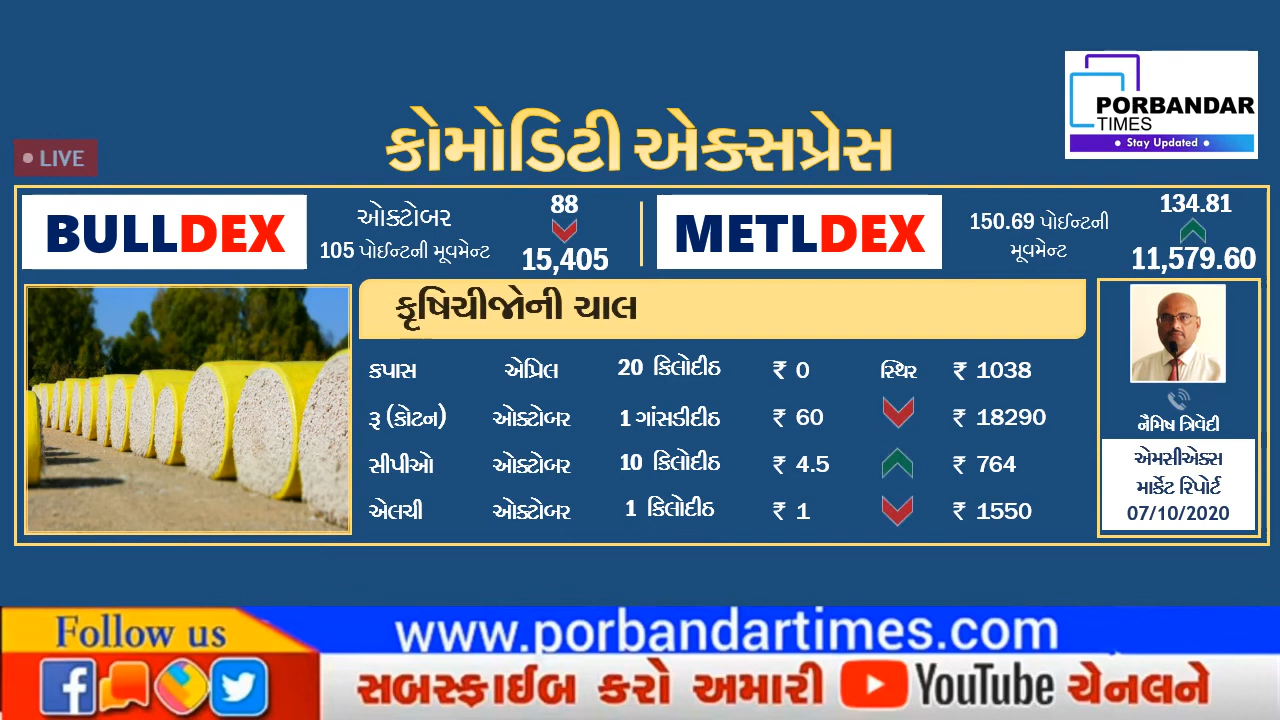 PORBANDAR
TIMES
• Stay Updated •
કોમોડિટી એક્સપ્રેસ
• LIVE
BULLDEX
ઓક્ટોબર
105 પોઈન્ટની મૂવમેન્ટ
88
15,405
METLDEX
150.69 પોઈન્ટની
મૂવમેન્ટ
134.81
11,579.60
કૃષિચીજોની ચાલ
કપાસ એપ્રિલ 20 કિલોદીઠ ₹ 0 સ્થિર ₹ 1038
રૂ (કોટન) ઓક્ટોબર 1 ગાંસડીદીઠ ₹ 60 ₹ 18290
સીપીઓ ઓક્ટોબર 10 કિલોદીઠ ₹ 4.5 ₹ 764
એલચી ઓક્ટોબર 1 કિલોદીઠ ₹ 1 ₹ 1550
નૈમિષ ત્રિવેદી
એમસીએક્સ
માર્કેટ રિપોર્ટ
07/10/2020
Follow us
www.porbandartimes.com
સબસ્ક્રાઈબ કરો અમારી YouTube ચેનલને